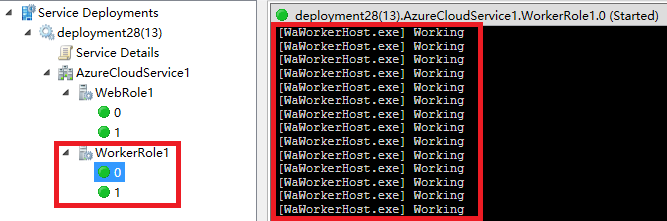 Service Deployments
deployment28(13)
Service Details
AzureCloudService1
WebRole1
0
1
WorkerRole1
0
1
deployment28(13).AzureCloudService1.WorkerRole1.0 (Started)
[WaWorkerHost.exe] Working
[WaWorkerHost.exe] Working
[WaWorkerHost.exe] Working
[WaWorkerHost.exe] Working
[WaWorkerHost.exe] Working
[WaWorkerHost.exe] Working
[WaWorkerHost.exe] Working
[WaWorkerHost.exe] Working
[WaWorkerHost.exe] Working
[WaWorkerHost.exe] Working
[WaWorkerHost.exe] Working
[WaWorkerHost.exe] Working
[WaWorkerHost.exe] Working
[WaWorkerHost.exe] Working